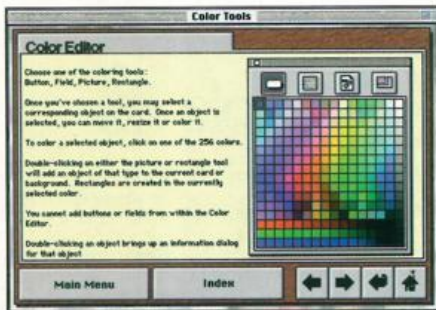 Color Tools
Color Editor
Choose one of the coloring tools:
Button, Field, Picture, Rectangle.
Once you've chosen a tool, you may select a
corresponding object on the card. Once an object is
selected, you can move it, resize it or color it.
To color a selected object, click on one of the 256 colors.
Double-clicking on either the picture or rectangle tool
will add an object of that type to the current card or
background. Rectangles are created in the currently
selected color.
You cannot add buttons or fields from within the Color
Editor.
Double-clicking an object brings up an information dialog
for that object
Main Menu
Index